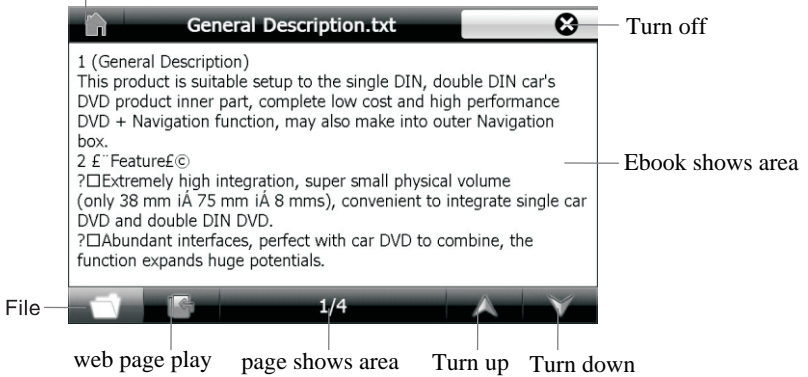 General Description.txt
Turn off
1 (General Description)
This product is suitable setup to the single DIN, double DIN car's
DVD product inner part, complete low cost and high performance
DVD + Navigation function, may also make into outer Navigation
box.
2 £¨Feature£©
?□Extremely high integration, super small physical volume
(only 38 mm iÁ 75 mm iÁ 8 mms), convenient to integrate single car
DVD and double DIN DVD.
?□Abundant interfaces, perfect with car DVD to combine, the
function expands huge potentials.
Ebook shows area
File
1/4
web page play
page shows area
Turn up
Turn down